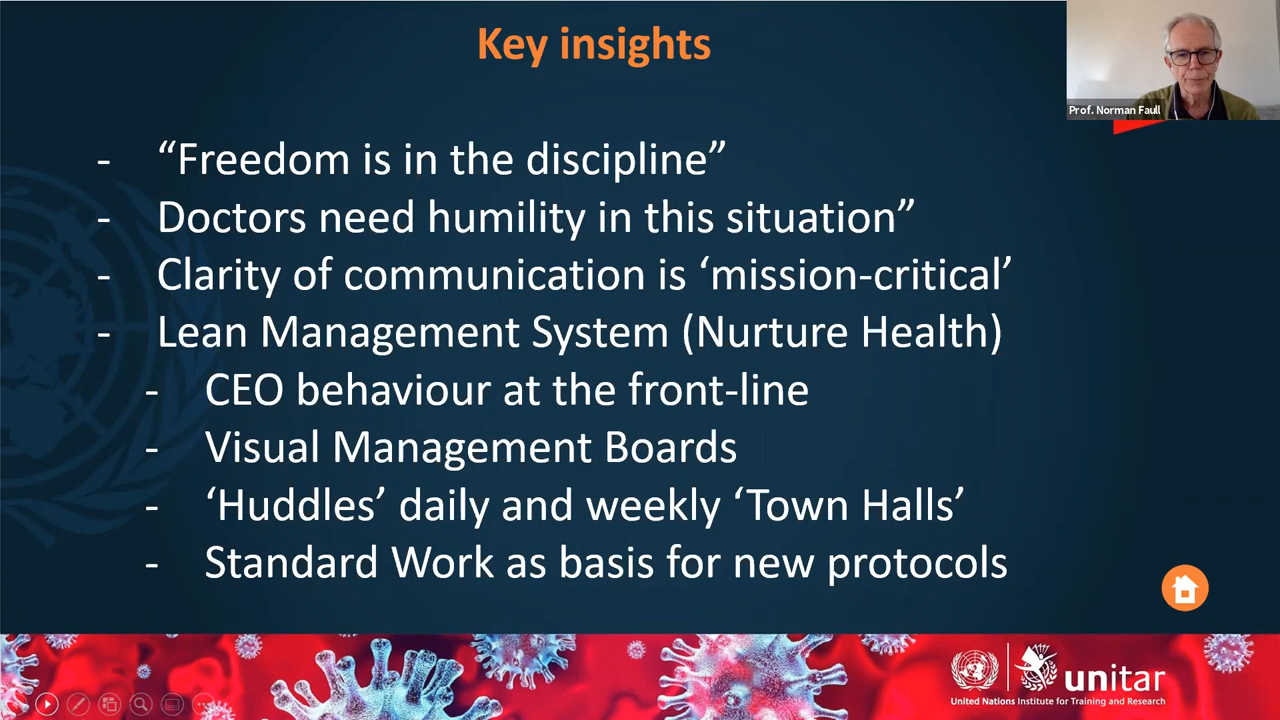 Key insights
Prof. Norman Faull
- “Freedom is in the discipline”
- Doctors need humility in this situation”
- Clarity of communication is ‘mission-critical’
- Lean Management System (Nurture Health)
- CEO behaviour at the front-line
- Visual Management Boards
- ‘Huddles’ daily and weekly ‘Town Halls’
- Standard Work as basis for new protocols
unitar
United Nations Institute for Training and Research